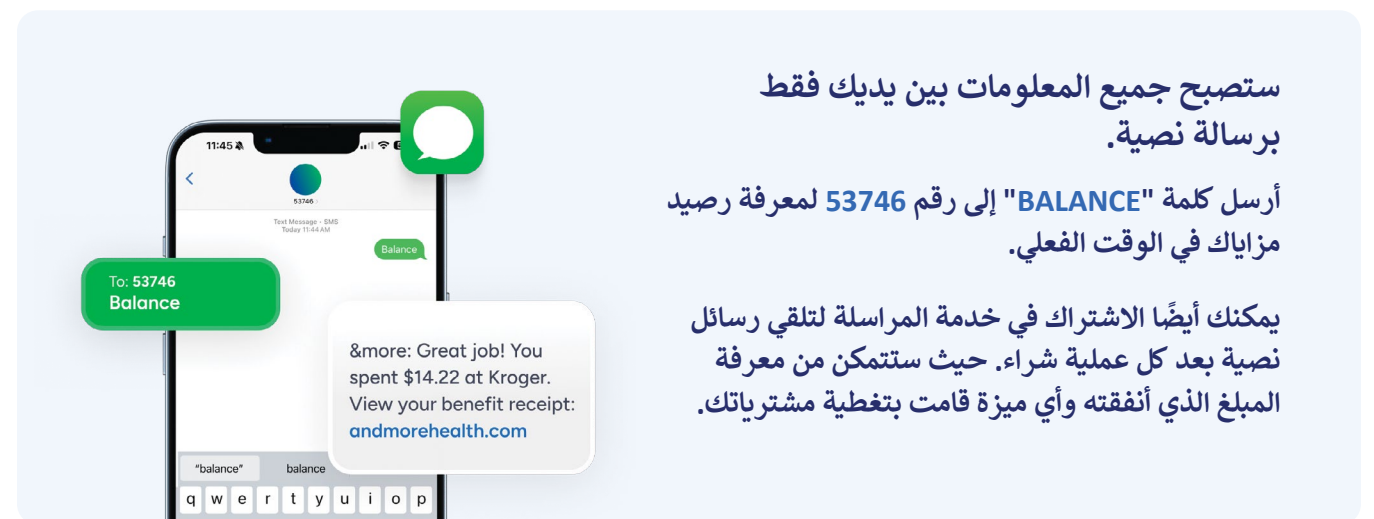 ستصبح جميع المعلومات بين يديك فقط
برسالة نصية.
أرسل كلمة "BALANCE" إلى رقم 53746 لمعرفة رصيد
مزاياك في الوقت الفعلي.
يمكنك أيضًا الاشتراك في خدمة المراسلة لتلقي رسائل
نصية بعد كل عملية شراء. حيث ستتمكن من معرفة
المبلغ الذي أنفقته وأي ميزة قامت بتغطية مشترياتك.
11:45
53746
Text Message - SMS
Today 11:44 AM
Balance
To: 53746
Balance
&more: Great job! You
spent $14.22 at Kroger.
View your benefit receipt:
andmorehealth.com
"balance" balance
q w e r t y u i o p